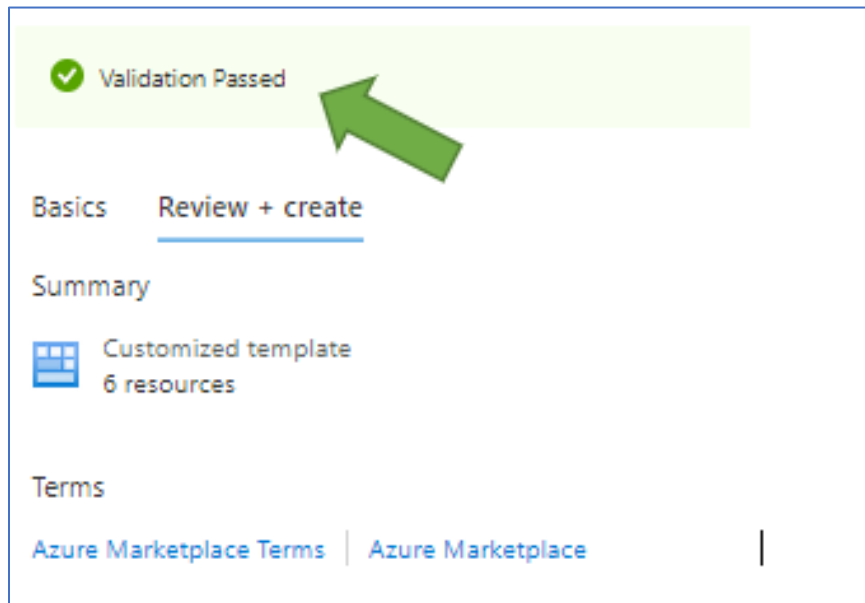 Validation Passed
Basics Review + create
Summary
Customized template
6 resources
Terms
Azure Marketplace Terms Azure Marketplace